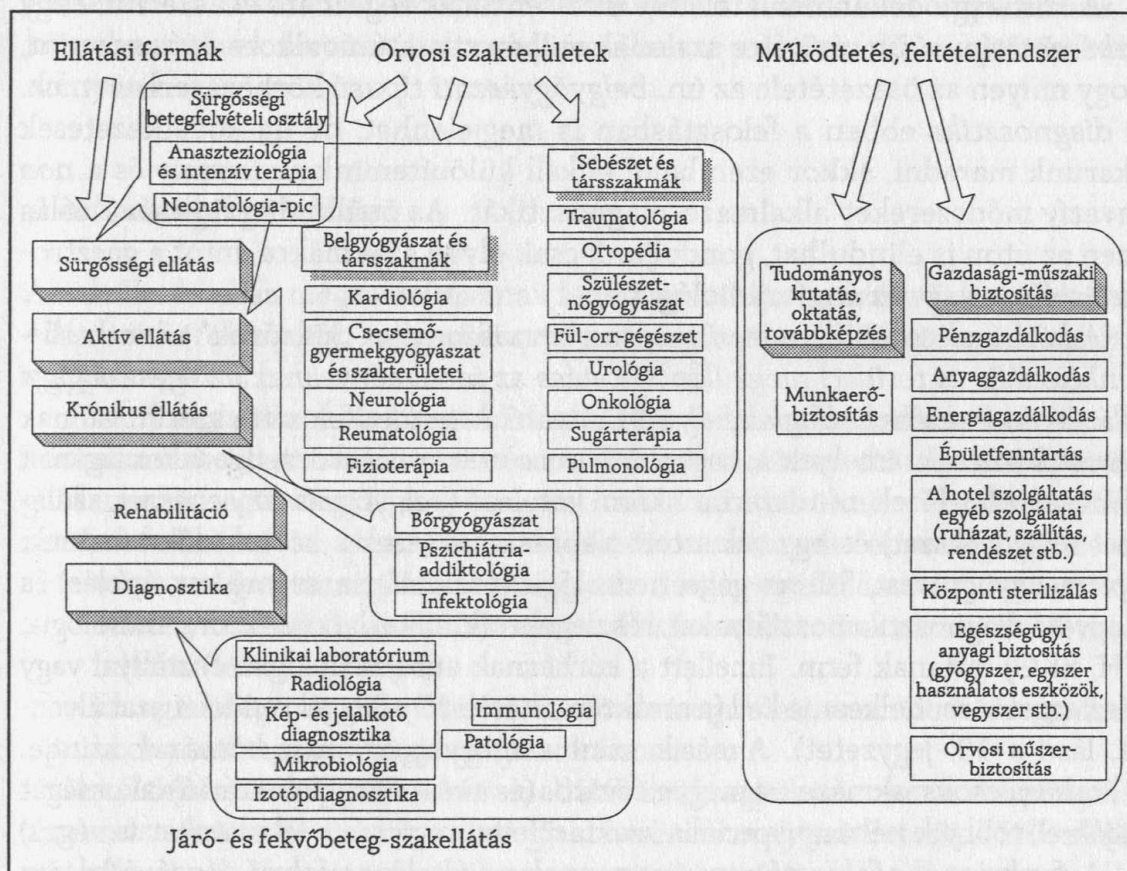 Ellátási formák
Orvosi szakterületek
Működtetés, feltételrendszer
Sürgősségi
betegfelvételi osztály
Anaszteziológia
és intenzív terápia
Neonatológia-pic
Sürgősségi ellátás
Aktív ellátás
Krónikus ellátás
Rehabilitáció
Diagnosztika
Belgyógyászat és
társszakmák
Kardiológia
Csecsemő-
gyermekgyógyászat
és szakterületei
Neurológia
Reumatológia
Fizioterápia
Sebészet és
társszakmák
Traumatológia
Ortopédia
Szülészet-
nőgyógyászat
Fül-orr-gégészet
Urológia
Onkológia
Sugárterápia
Pulmonológia
Bőrgyógyászat
Pszichiátria-
addiktológia
Infektológia
Klinikai laboratórium
Radiológia
Kép- és jelalkotó
diagnosztika
Mikrobiológia
Izotópdiagnosztika
Immunológia
Patológia
Járó- és fekvőbeteg-szakellátás
Tudományos
kutatás,
oktatás,
továbbképzés
Munkaerő-
biztosítás
Gazdasági-műszaki
biztosítás
Pénzgazdálkodás
Anyaggazdálkodás
Energiagazdálkodás
Épületfenntartás
A hotel szolgáltatás
egyéb szolgálatai
(ruházat, szállítás,
rendészet stb.)
Központi sterilizálás
Egészségügyi
anyagi biztosítás
(gyógyszer, egyszer
használatos eszközök,
vegyszer stb.)
Orvosi műszer-
biztosítás